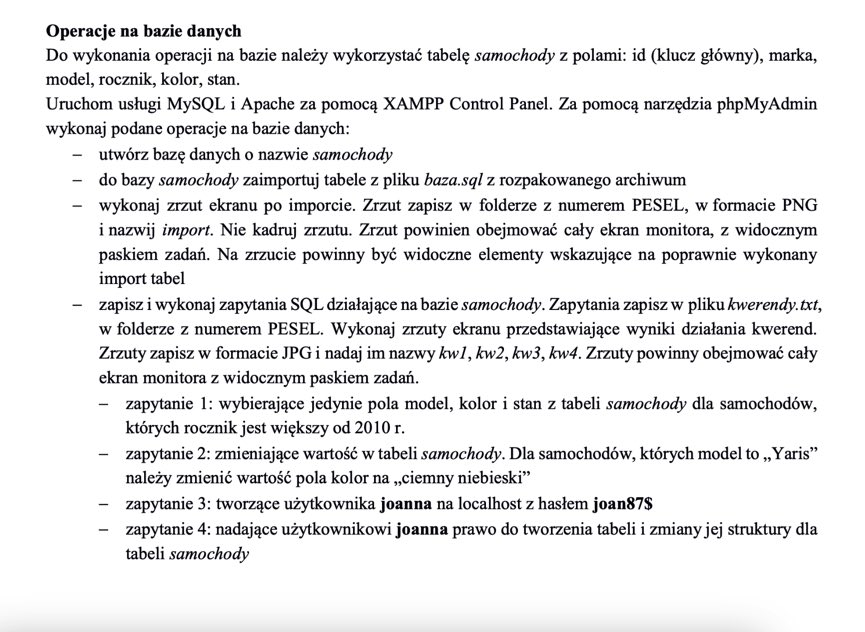 Operacje na bazie danych
Do wykonania operacji na bazie należy wykorzystać tabelę samochody z polami: id (klucz główny), marka,
model, rocznik, kolor, stan.
Uruchom usługi MySQL i Apache za pomocą XAMPP Control Panel. Za pomocą narzędzia phpMyAdmin
wykonaj podane operacje na bazie danych:
− utwórz bazę danych o nazwie samochody
− do bazy samochody zaimportuj tabele z pliku baza.sql z rozpakowanego archiwum
− wykonaj zrzut ekranu po imporcie. Zrzut zapisz w folderze z numerem PESEL, w formacie PNG
i nazwij import. Nie kadruj zrzutu. Zrzut powinien obejmować cały ekran monitora, z widocznym
paskiem zadań. Na zrzucie powinny być widoczne elementy wskazujące na poprawnie wykonany
import tabel
− zapisz i wykonaj zapytania SQL działające na bazie samochody. Zapytania zapisz w pliku kwerendy.txt,
w folderze z numerem PESEL. Wykonaj zrzuty ekranu przedstawiające wyniki działania kwerend.
Zrzuty zapisz w formacie JPG i nadaj im nazwy kw1, kw2, kw3, kw4. Zrzuty powinny obejmować cały
ekran monitora z widocznym paskiem zadań.
− zapytanie 1: wybierające jedynie pola model, kolor i stan z tabeli samochody dla samochodów,
których rocznik jest większy od 2010 r.
− zapytanie 2: zmieniające wartość w tabeli samochody. Dla samochodów, których model to „Yaris”
należy zmienić wartość pola kolor na „ciemny niebieski”
− zapytanie 3: tworzące użytkownika joanna na localhost z hasłem joan87$
− zapytanie 4: nadające użytkownikowi joanna prawo do tworzenia tabeli i zmiany jej struktury dla
tabeli samochody